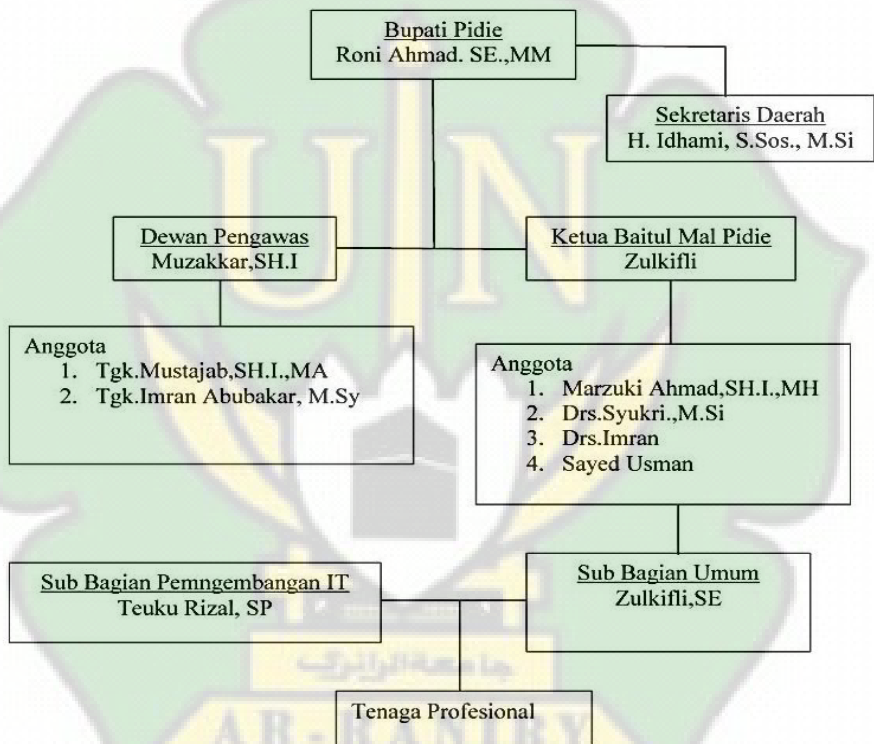 Bupati Pidie
Roni Ahmad. SE.,MM
Sekretaris Daerah
H. Idhami, S.Sos., M.Si
Dewan Pengawas
Muzakkar,SH.I
Ketua Baitul Mal Pidie
Zulkifli
Anggota
1. Tgk.Mustajab,SH.I.,MA
2. Tgk.Imran Abubakar, M.Sy
Anggota
1. Marzuki Ahmad,SH.I.,MH
2. Drs.Syukri.,M.Si
3. Drs.Imran
4. Sayed Usman
Sub Bagian Pemngembangan IT
Teuku Rizal, SP
Sub Bagian Umum
Zulkifli,SE
Tenaga Profesional
UIN
جامعة الرانري
AR-RANIRY